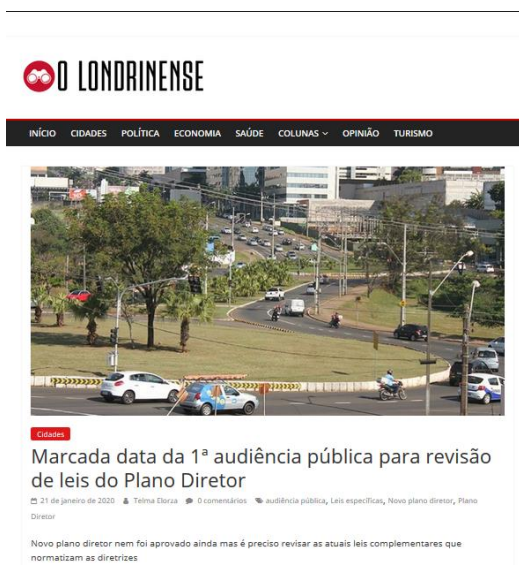 O LONDRINENSE
INÍCIO CIDADES POLÍTICA ECONOMIA SAÚDE COLUNAS OPINIÃO TURISMO
Cidades
Marcada data da 1ª audiência pública para revisão
de leis do Plano Diretor
21 de janeiro de 2020 Telma Elorza 0 comentários audiência pública, Leis específicas, Novo plano diretor, Plano
Diretor
Novo plano diretor nem foi aprovado ainda mas é preciso revisar as atuais leis complementares que
normatizam as diretrizes